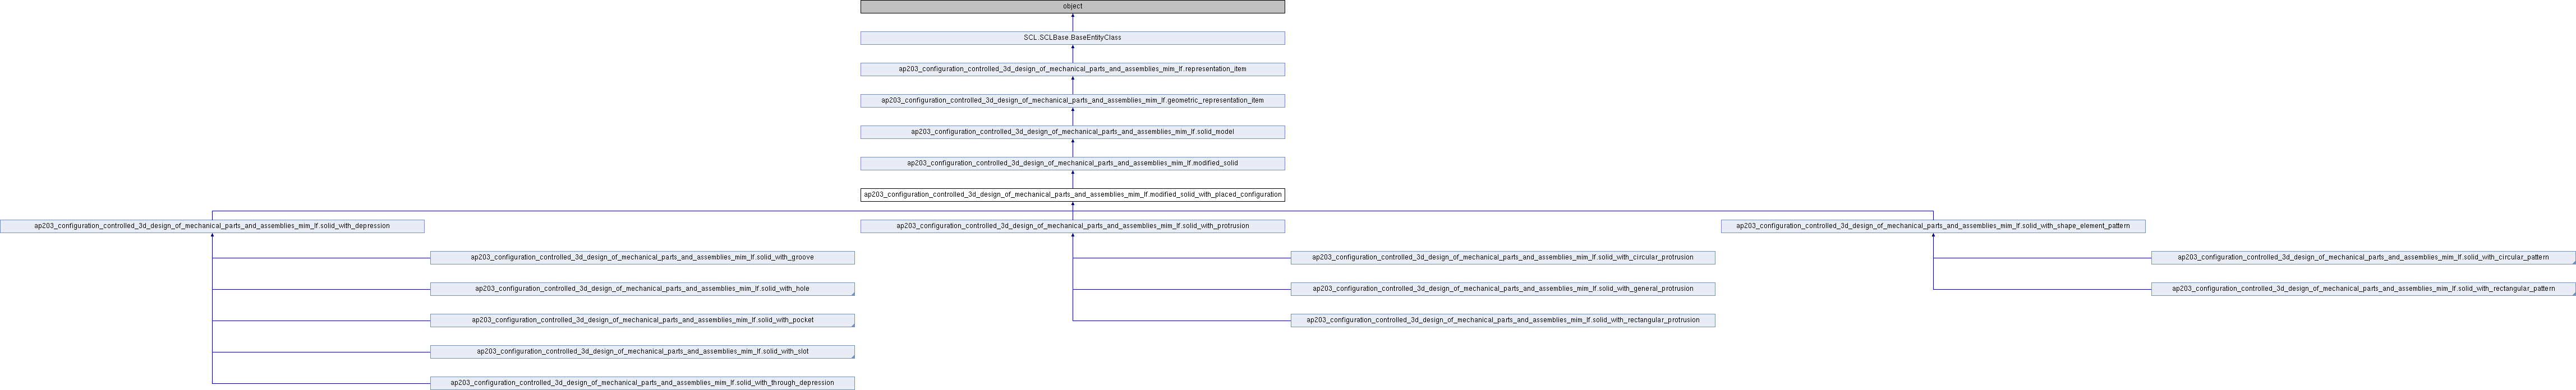 object
SCL.SCLBase.BaseEntityClass
ap203_configuration_controlled_3d_design_of_mechanical_parts_and_assemblies_mim_lf.representation_item
ap203_configuration_controlled_3d_design_of_mechanical_parts_and_assemblies_mim_lf.geometric_representation_item
ap203_configuration_controlled_3d_design_of_mechanical_parts_and_assemblies_mim_lf.solid_model
ap203_configuration_controlled_3d_design_of_mechanical_parts_and_assemblies_mim_lf.modified_solid
ap203_configuration_controlled_3d_design_of_mechanical_parts_and_assemblies_mim_lf.modified_solid_with_placed_configuration
ap203_configuration_controlled_3d_design_of_mechanical_parts_and_assemblies_mim_lf.solid_with_depression
ap203_configuration_controlled_3d_design_of_mechanical_parts_and_assemblies_mim_lf.solid_with_protrusion
ap203_configuration_controlled_3d_design_of_mechanical_parts_and_assemblies_mim_lf.solid_with_shape_element_pattern
ap203_configuration_controlled_3d_design_of_mechanical_parts_and_assemblies_mim_lf.solid_with_groove
ap203_configuration_controlled_3d_design_of_mechanical_parts_and_assemblies_mim_lf.solid_with_circular_protrusion
ap203_configuration_controlled_3d_design_of_mechanical_parts_and_assemblies_mim_lf.solid_with_circular_pattern
ap203_configuration_controlled_3d_design_of_mechanical_parts_and_assemblies_mim_lf.solid_with_hole
ap203_configuration_controlled_3d_design_of_mechanical_parts_and_assemblies_mim_lf.solid_with_general_protrusion
ap203_configuration_controlled_3d_design_of_mechanical_parts_and_assemblies_mim_lf.solid_with_rectangular_pattern
ap203_configuration_controlled_3d_design_of_mechanical_parts_and_assemblies_mim_lf.solid_with_pocket
ap203_configuration_controlled_3d_design_of_mechanical_parts_and_assemblies_mim_lf.solid_with_rectangular_protrusion
ap203_configuration_controlled_3d_design_of_mechanical_parts_and_assemblies_mim_lf.solid_with_slot
ap203_configuration_controlled_3d_design_of_mechanical_parts_and_assemblies_mim_lf.solid_with_through_depression